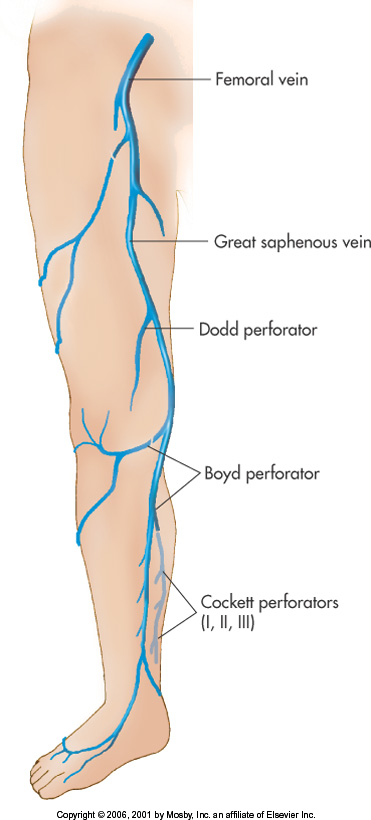 Femoral vein
Great saphenous vein
Dodd perforator
Boyd perforator
Cockett perforators
(I, II, III)
Copyright © 2006, 2001 by Mosby, Inc. an affiliate of Elsevier Inc.